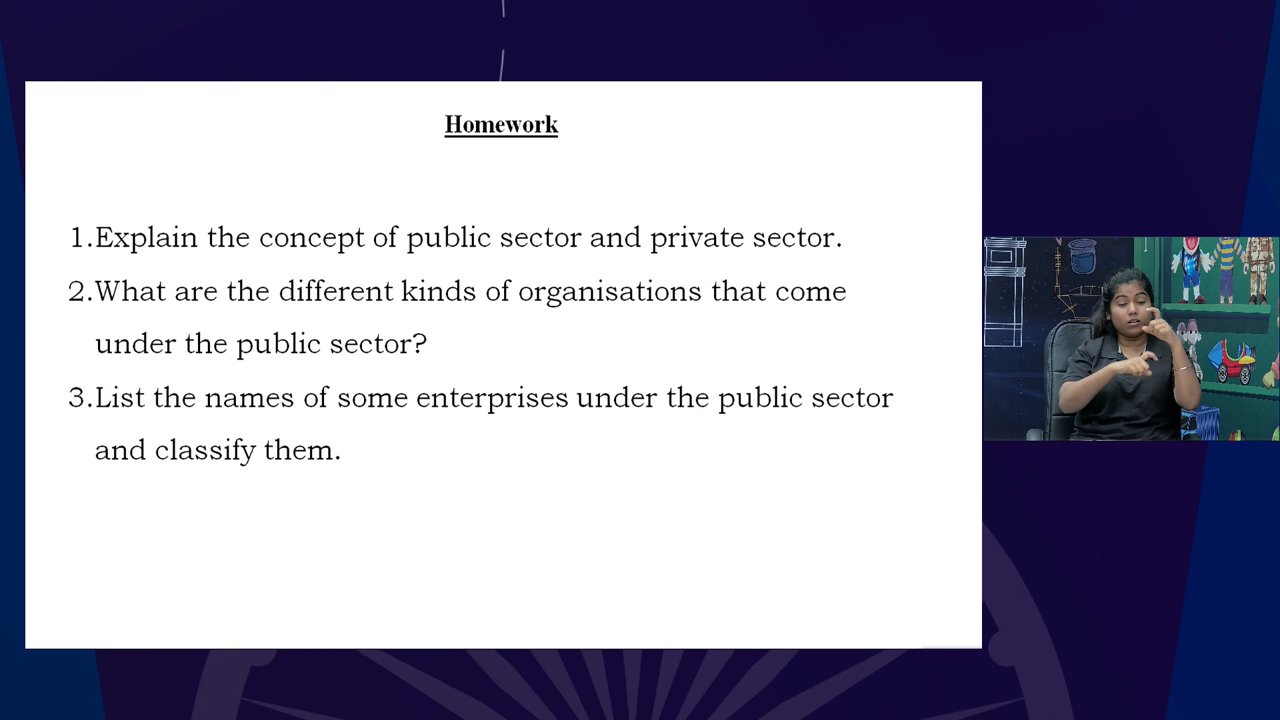 Homework
1.Explain the concept of public sector and private sector.
2.What are the different kinds of organisations that come
under the public sector?
3.List the names of some enterprises under the public sector
and classify them.